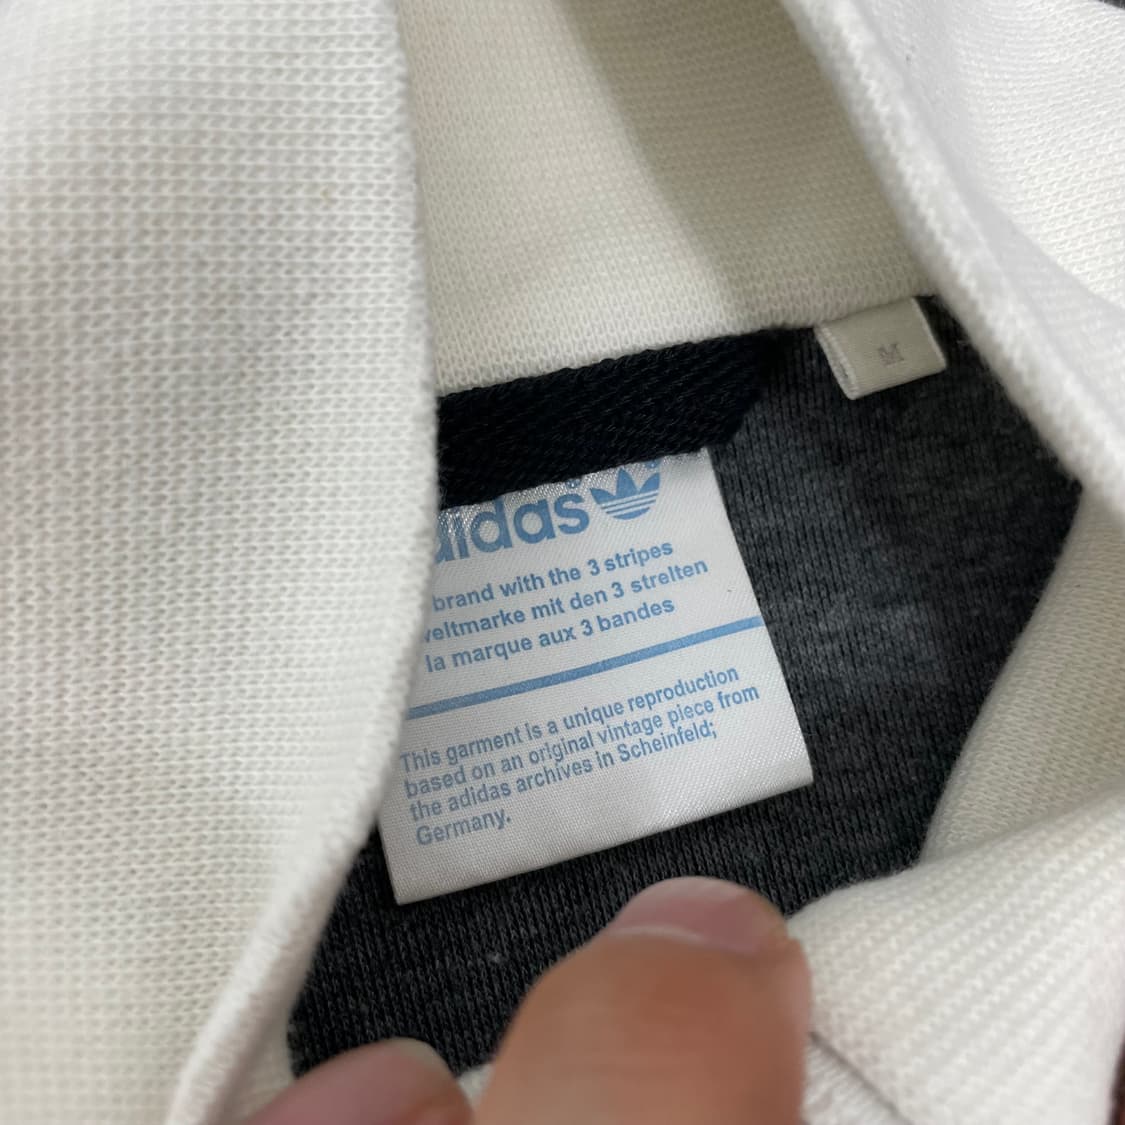 M
adidas
brand with the 3 stripes
weltmarke mit den 3 streiten
la marque aux 3 bandes
This garment is a unique reproduction
based on an original vintage piece from
the adidas archives in Scheinfeld;
Germany.